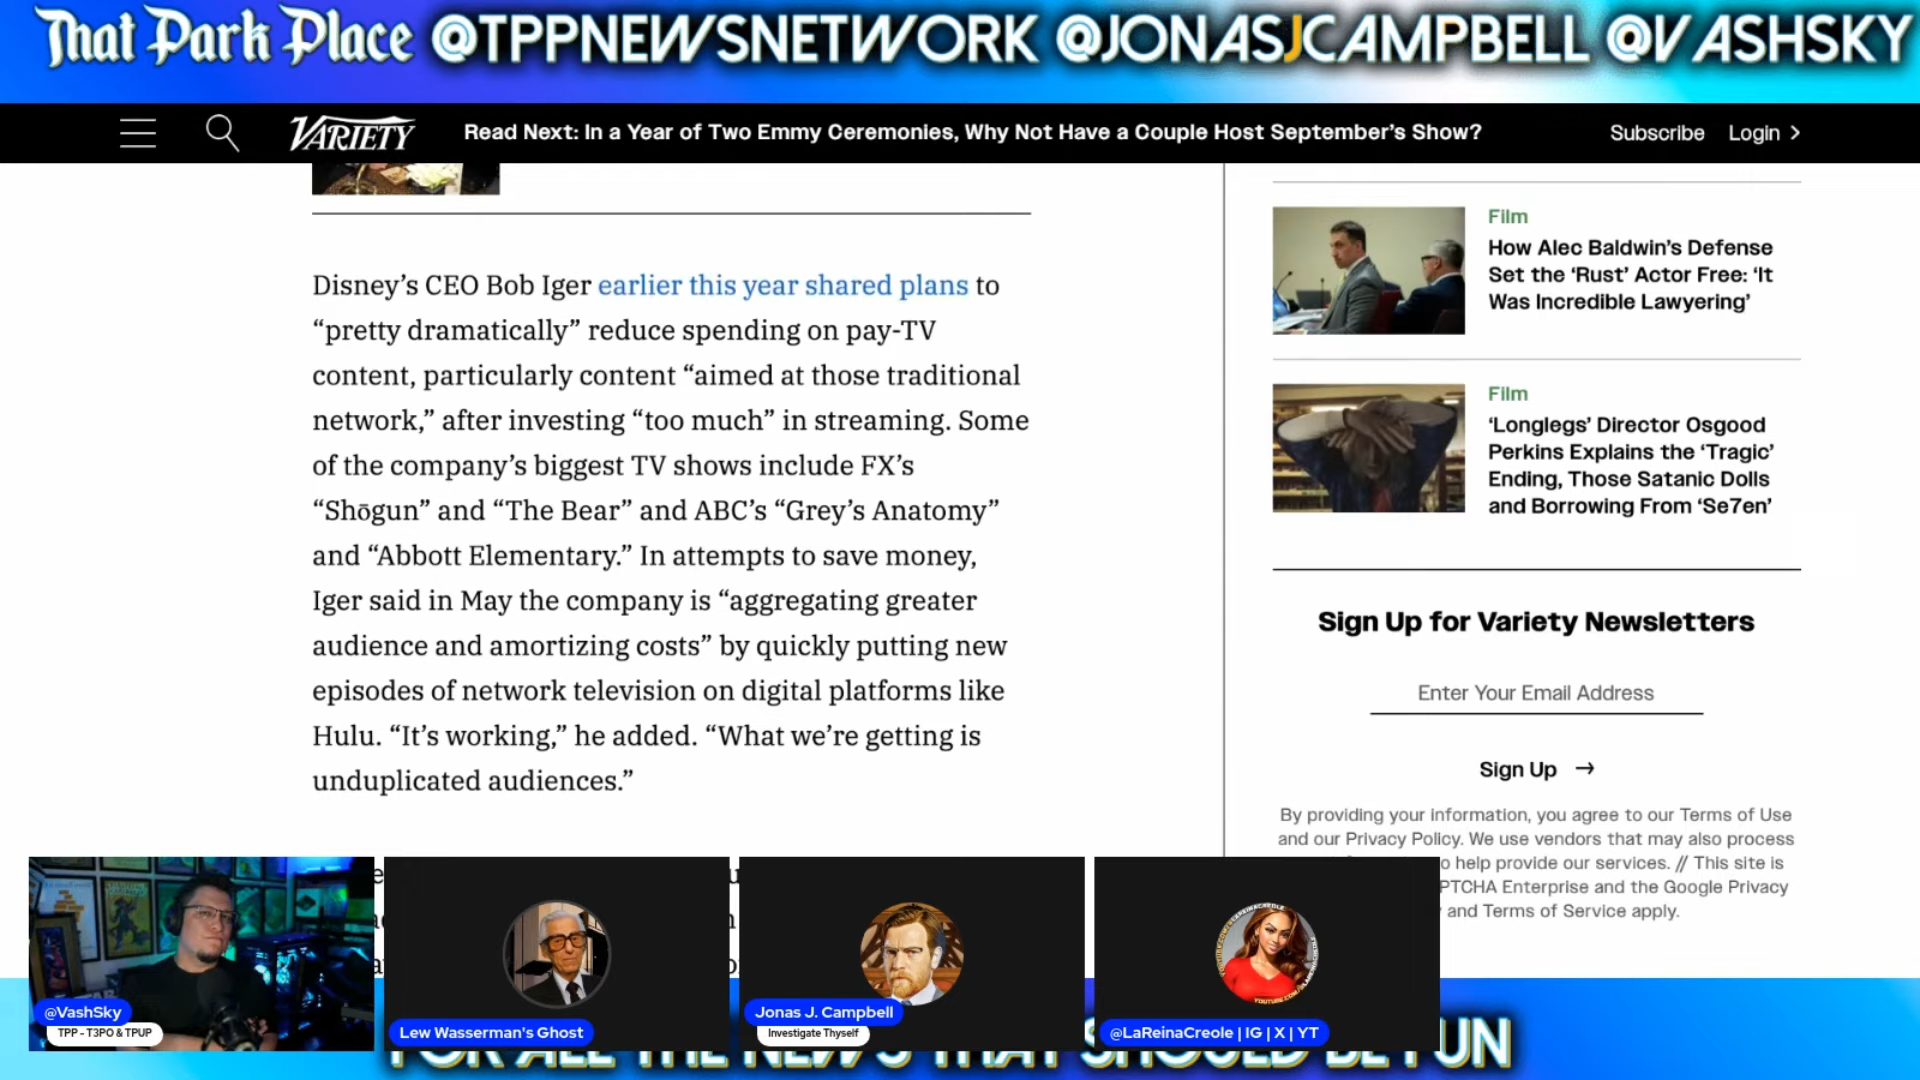 That Park Place @TPPNEWSNETWORK @JONASJCAMPBELL @VASHSKY
VARIETY
Read Next: In a Year of Two Emmy Ceremonies, Why Not Have a Couple Host September's Show?
Subscribe
Login
Disney’s CEO Bob Iger earlier this year shared plans to
“pretty dramatically” reduce spending on pay-TV
content, particularly content “aimed at those traditional
network,” after investing “too much” in streaming. Some
of the company’s biggest TV shows include FX’s
“Shōgun” and “The Bear” and ABC’s “Grey’s Anatomy”
and “Abbott Elementary.” In attempts to save money,
Iger said in May the company is “aggregating greater
audience and amortizing costs” by quickly putting new
episodes of network television on digital platforms like
Hulu. “It’s working,” he added. “What we’re getting is
unduplicated audiences.”
Film
How Alec Baldwin’s Defense
Set the ‘Rust’ Actor Free: ‘It
Was Incredible Lawyering’
Film
‘Longlegs’ Director Osgood
Perkins Explains the ‘Tragic’
Ending, Those Satanic Dolls
and Borrowing From ‘Se7en’
Sign Up for Variety Newsletters
Enter Your Email Address
Sign Up →
By providing your information, you agree to our Terms of Use
and our Privacy Policy. We use vendors that may also process
help provide our services. // This site is
Enterprise and the Google Privacy
and Terms of Service apply.
@VashSky
TPP - T3PO & TPUP
Lew Wasserman's Ghost
Jonas J. Campbell
Investigate Thyself
@LaReinaCreole | IG | X | YT
FOR ALL THE NEWS THAT SHOULD BE FUN